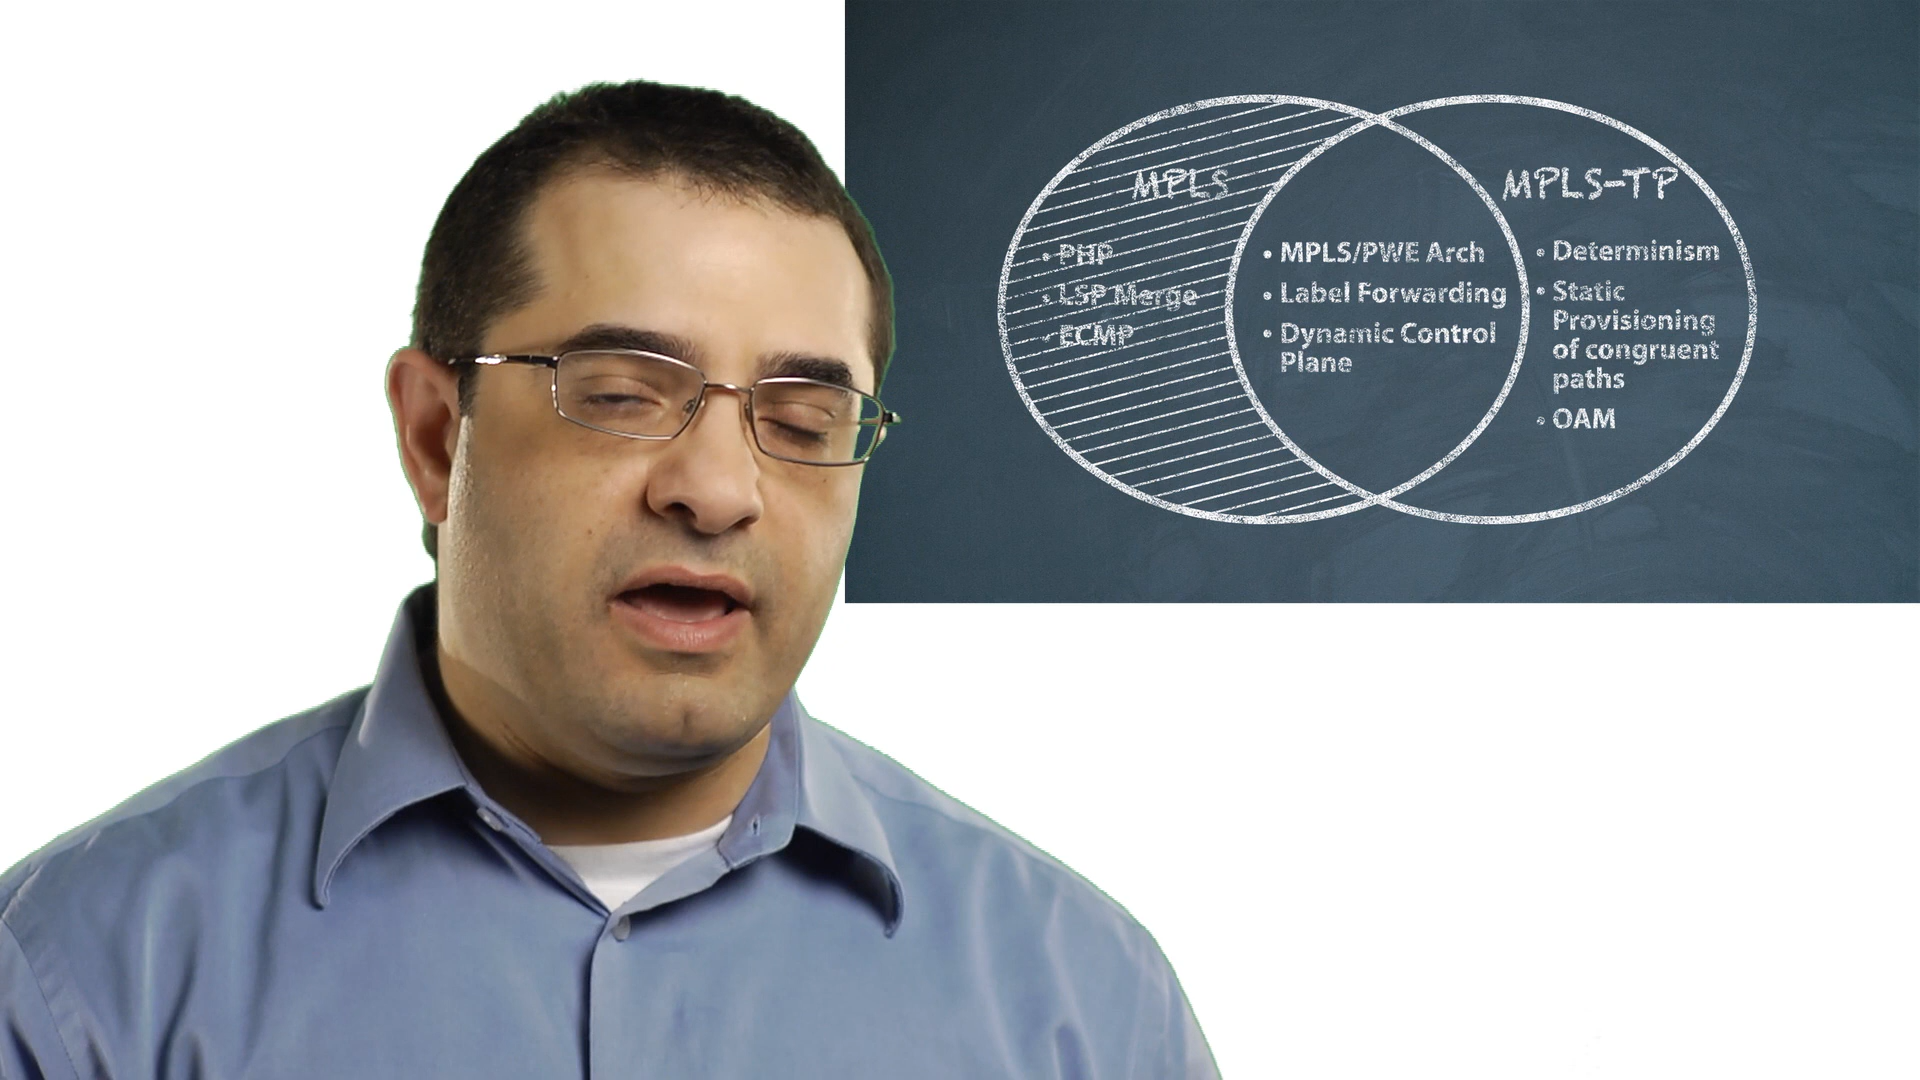 MPLS
• PHP
• LSP Merge
• ECMP
• MPLS/PWE Arch
• Label Forwarding
• Dynamic Control
Plane
MPLS-TP
• Determinism
• Static
Provisioning
of congruent
paths
• OAM